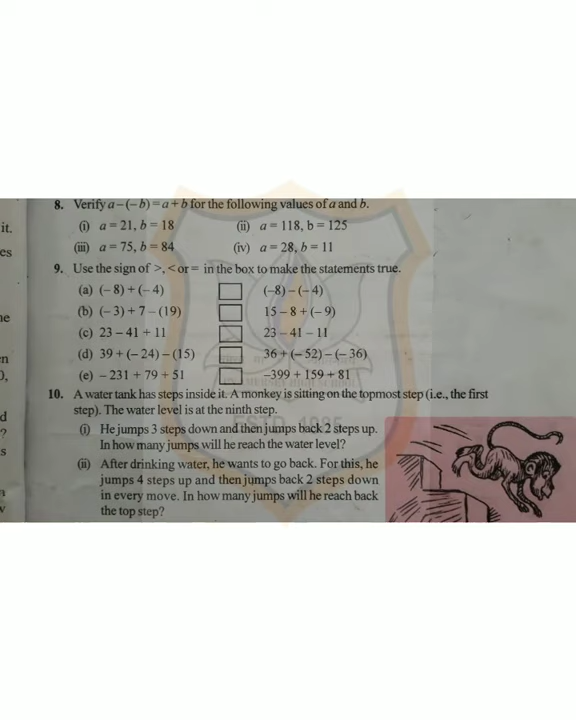 8. Verify a – (– b) = a + b for the following values of a and b.
(i) a = 21, b = 18 (ii) a = 118, b = 125
it.
(iii) a = 75, b = 84 (iv) a = 28, b = 11
es
9. Use the sign of >, < or = in the box to make the statements true.
(a) (– 8) + (– 4) (–8) – (– 4)
(b) (– 3) + 7 – (19) 15 – 8 + (– 9)
(c) 23 – 41 + 11 23 – 41 – 11
(d) 39 + (– 24) – (15) 36 + (– 52) – (– 36)
(e) – 231 + 79 + 51 –399 + 159 + 81
10. A water tank has steps inside it. A monkey is sitting on the topmost step (i.e., the first
step). The water level is at the ninth step.
(i) He jumps 3 steps down and then jumps back 2 steps up.
In how many jumps will he reach the water level?
(ii) After drinking water, he wants to go back. For this, he
jumps 4 steps up and then jumps back 2 steps down
in every move. In how many jumps will he reach back
the top step?